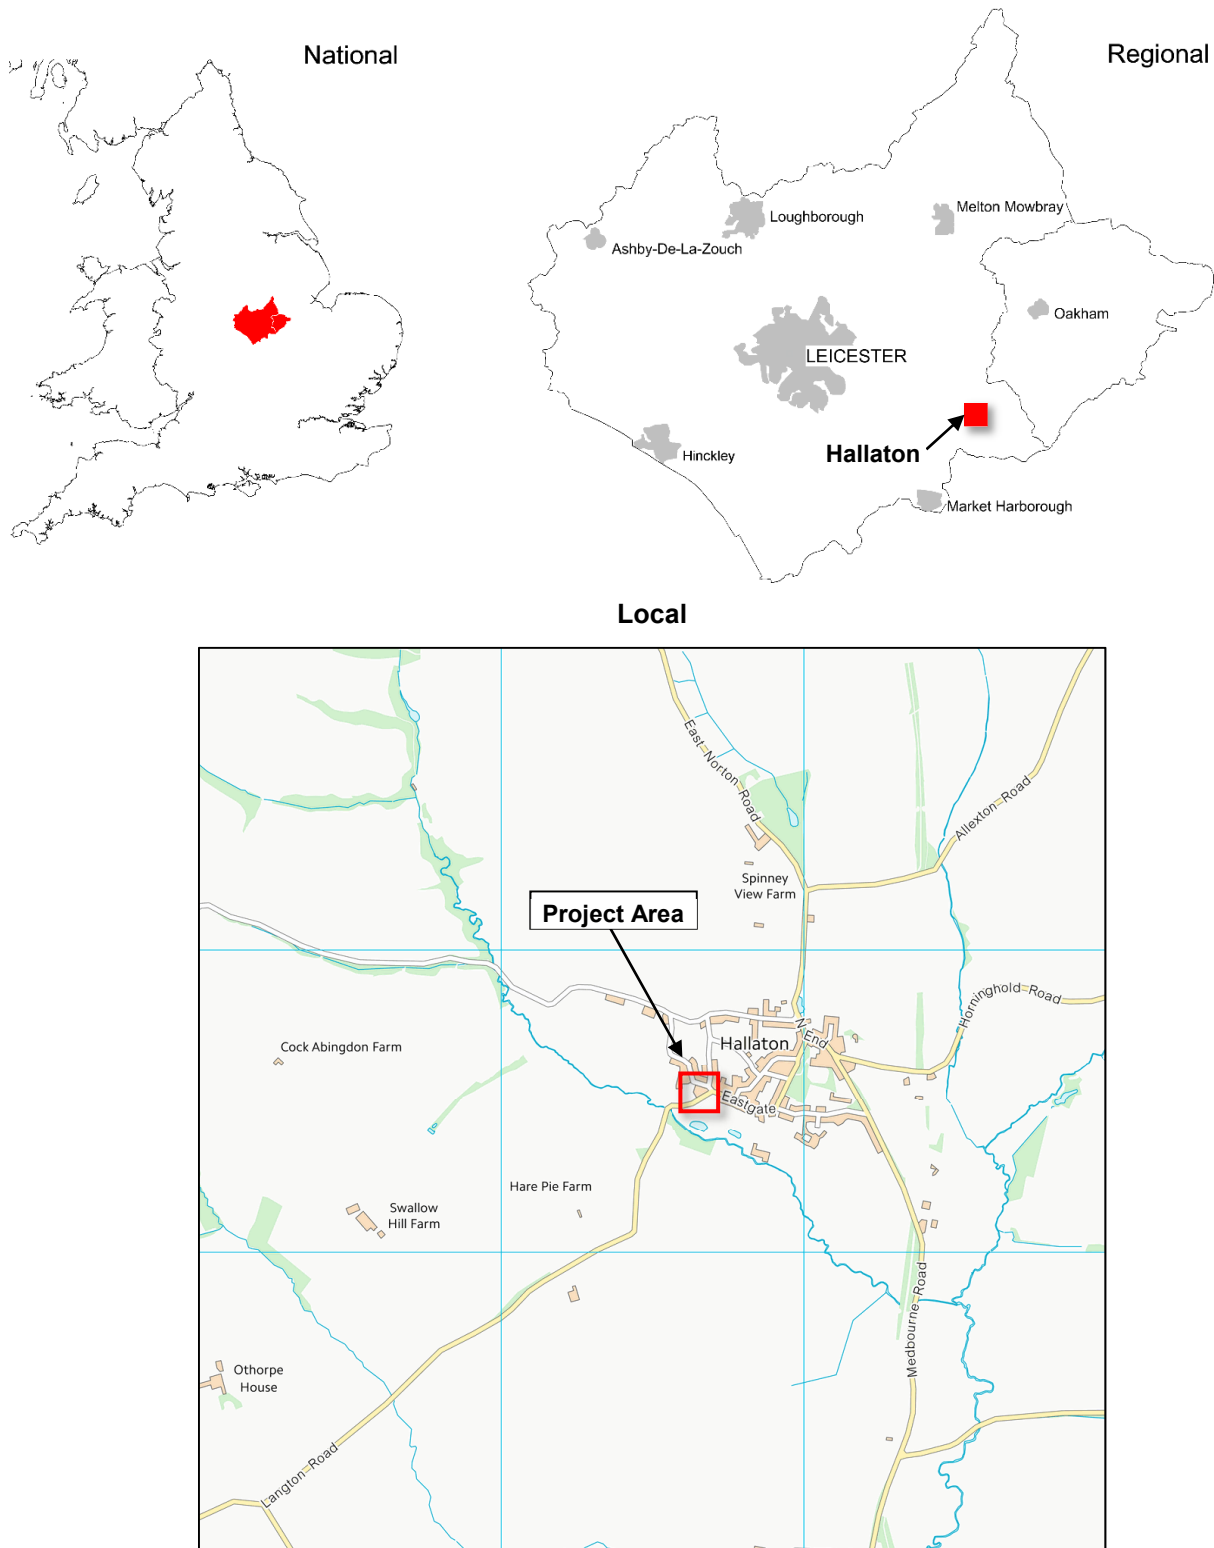 National
Regional
Loughborough
Melton Mowbray
Ashby-De-La-Zouch
Oakham
LEICESTER
Hallaton
Hinckley
Market Harborough
Local
East Norton Road
Allexton Road
Spinney
View Farm
Project Area
Horninghold Road
N End
Hallaton
Cock Abingdon Farm
Eastgate
Hare Pie Farm
Swallow
Hill Farm
Medbourne Road
Othorpe
House
Langton Road